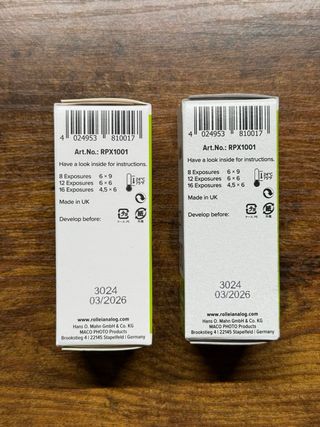 4 024953 810017
Art.No.: RPX1001
Have a look inside for instructions.
8 Exposures 6 × 9
12 Exposures 6 × 6
16 Exposures 4,5 × 6
Made in UK
Develop before:
3024
03/2026
www.rolleianalog.com
Hans O. Mahn GmbH & Co. KG
MACO PHOTO Products
Brookstieg 4 | 22145 Stapelfeld | Germany
4 024953 810017
Art.No.: RPX1001
Have a look inside for instructions.
8 Exposures 6 × 9
12 Exposures 6 × 6
16 Exposures 4,5 × 6
Made in UK
Develop before:
3024
03/2026
www.rolleianalog.com
Hans O. Mahn GmbH & Co. KG
MACO PHOTO Products
Brookstieg 4 | 22145 Stapelfeld | Germany